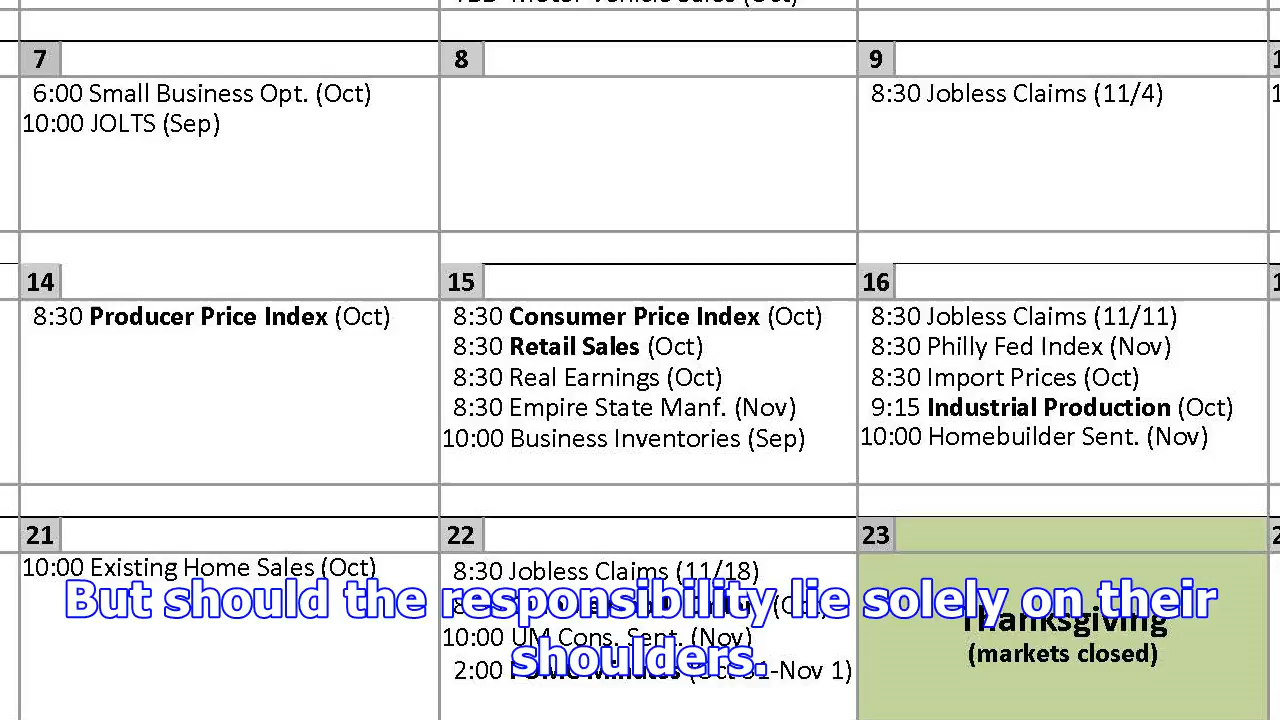 7
8
9
6:00 Small Business Opt. (Oct)
10:00 JOLTS (Sep)
8:30 Jobless Claims (11/4)
14
15
16
8:30 Producer Price Index (Oct)
8:30 Consumer Price Index (Oct)
8:30 Retail Sales (Oct)
8:30 Real Earnings (Oct)
8:30 Empire State Manf. (Nov)
10:00 Business Inventories (Sep)
8:30 Jobless Claims (11/11)
8:30 Philly Fed Index (Nov)
8:30 Import Prices (Oct)
9:15 Industrial Production (Oct)
10:00 Homebuilder Sent. (Nov)
21
22
23
10:00 Existing Home Sales (Oct)
8:30 Jobless Claims (11/18)
10:00 UM Cons. Sent. (Nov)
2:00 Minutes (Oct 31-Nov 1)
Thanksgiving
(markets closed)
But should the responsibility lie solely on their
shoulders.